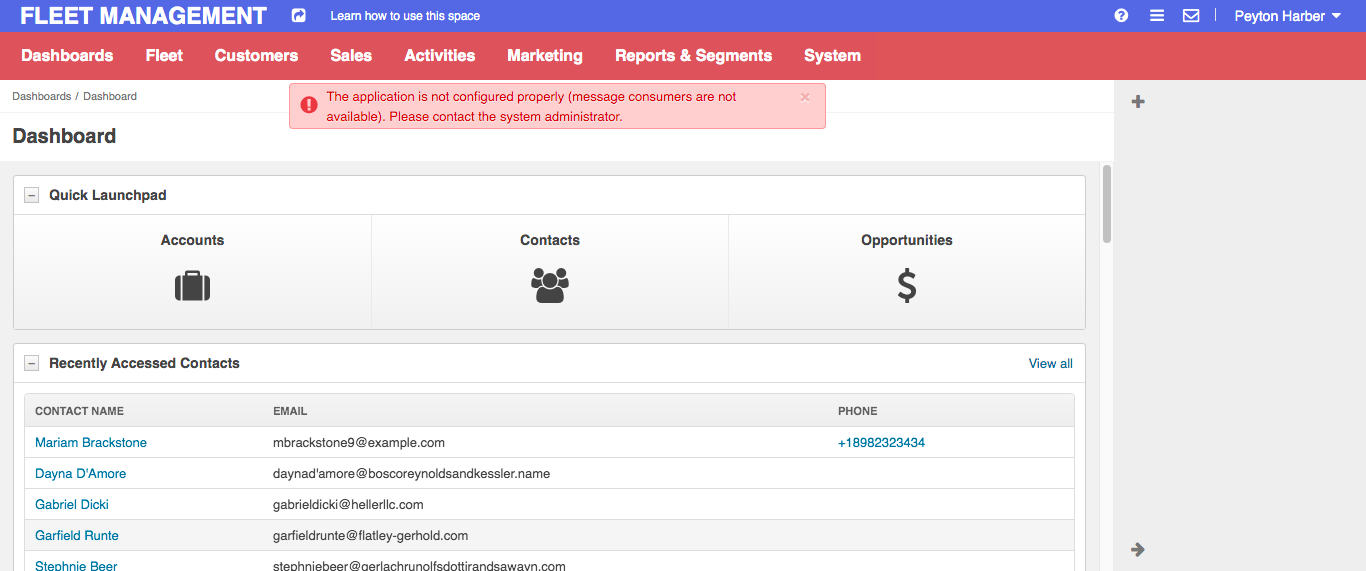 FLEET MANAGEMENT Learn how to use this space Peyton Harber
Dashboards Fleet Customers Sales Activities Marketing Reports & Segments System
Dashboards / Dashboard
The application is not configured properly (message consumers are not
available). Please contact the system administrator.
Dashboard
Quick Launchpad
Accounts Contacts Opportunities
Recently Accessed Contacts View all
CONTACT NAME EMAIL PHONE
Mariam Brackstone mbrackstone9@example.com +18982323434
Dayna D'Amore daynad'amore@boscoreynoldsandkessler.name
Gabriel Dicki gabrieldicki@hellerllc.com
Garfield Runte garfieldrunte@flatley-gerhold.com
Stephnie Beer stephniebeer@gerlachrunolfsdottirandsawayn.com